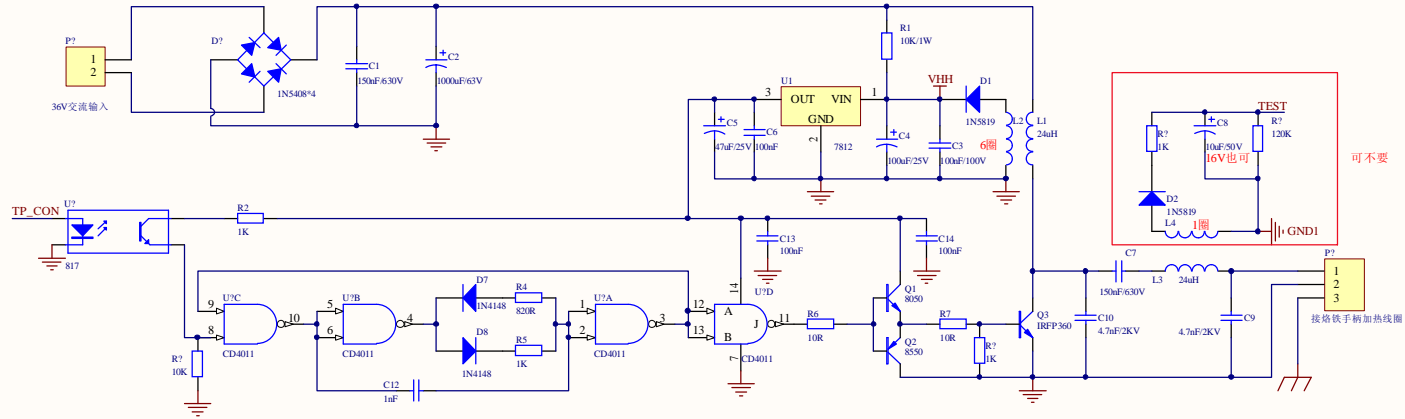 P?
1
2
36V交流输入
D?
1N5408*4
C1
150nF/630V
C2
1000uF/63V
R1
10K/1W
U1
3
OUT
VIN
1
GND
2
7812
VHH
D1
1N5819
L2
6圈
L1
24uH
C5
47uF/25V
C6
100nF
C4
100uF/25V
C3
100nF/100V
TEST
R?
1K
C8
10uF/50V
16V也可
R?
120K
D2
1N5819
L4
1圈
GND1
可不要
TP_CON
U?
817
R2
1K
C13
100nF
C14
100nF
9
8
U?C
10
CD4011
R?
10K
5
6
U?B
4
CD4011
D7
1N4148
R4
820R
D8
1N4148
R5
1K
C12
1nF
1
2
U?A
3
CD4011
12
13
14
U?D
A
B
J
11
7
CD4011
R6
10R
Q1
8050
Q2
8550
R7
10R
R?
1K
Q3
IRFP360
C10
4.7nF/2KV
C7
150nF/630V
L3
24uH
C9
4.7nF/2KV
P?
1
2
3
接烙铁手柄加热线圈